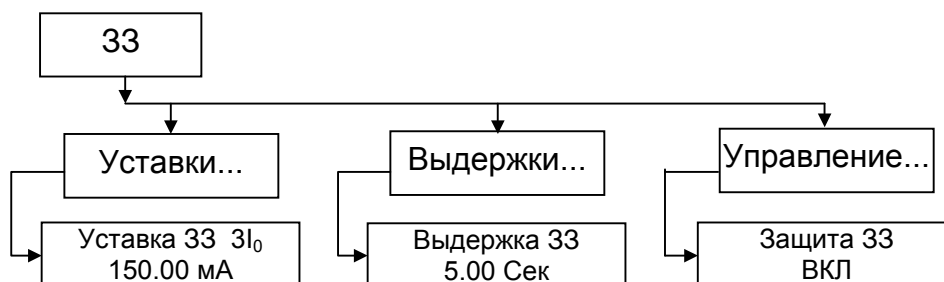 ЗЗ
Уставки...
Выдержки...
Управление...
Уставка ЗЗ 3I₀
150.00 мА
Выдержка ЗЗ
5.00 Сек
Защита ЗЗ
ВКЛ